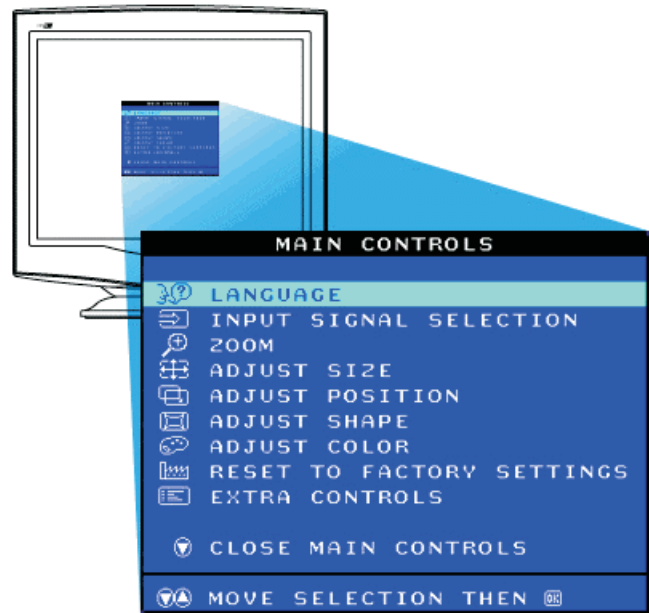 MAIN CONTROLS
LANGUAGE
INPUT SIGNAL SELECTION
ZOOM
ADJUST SIZE
ADJUST POSITION
ADJUST SHAPE
ADJUST COLOR
RESET TO FACTORY SETTINGS
EXTRA CONTROLS
CLOSE MAIN CONTROLS
MOVE SELECTION THEN OK